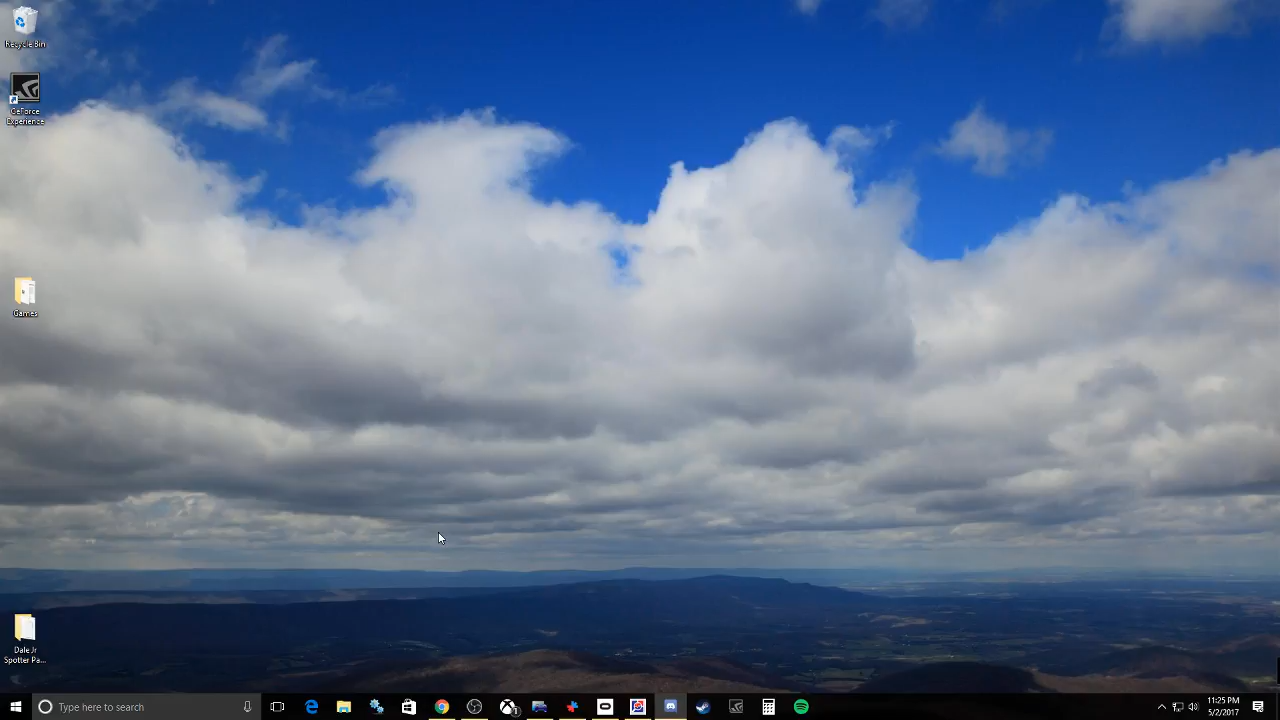 Recycle Bin
GeForce
Experience
Games
Dale Jr
Spotter Pa...
Type here to search
1
11:25 PM
5/2/2017